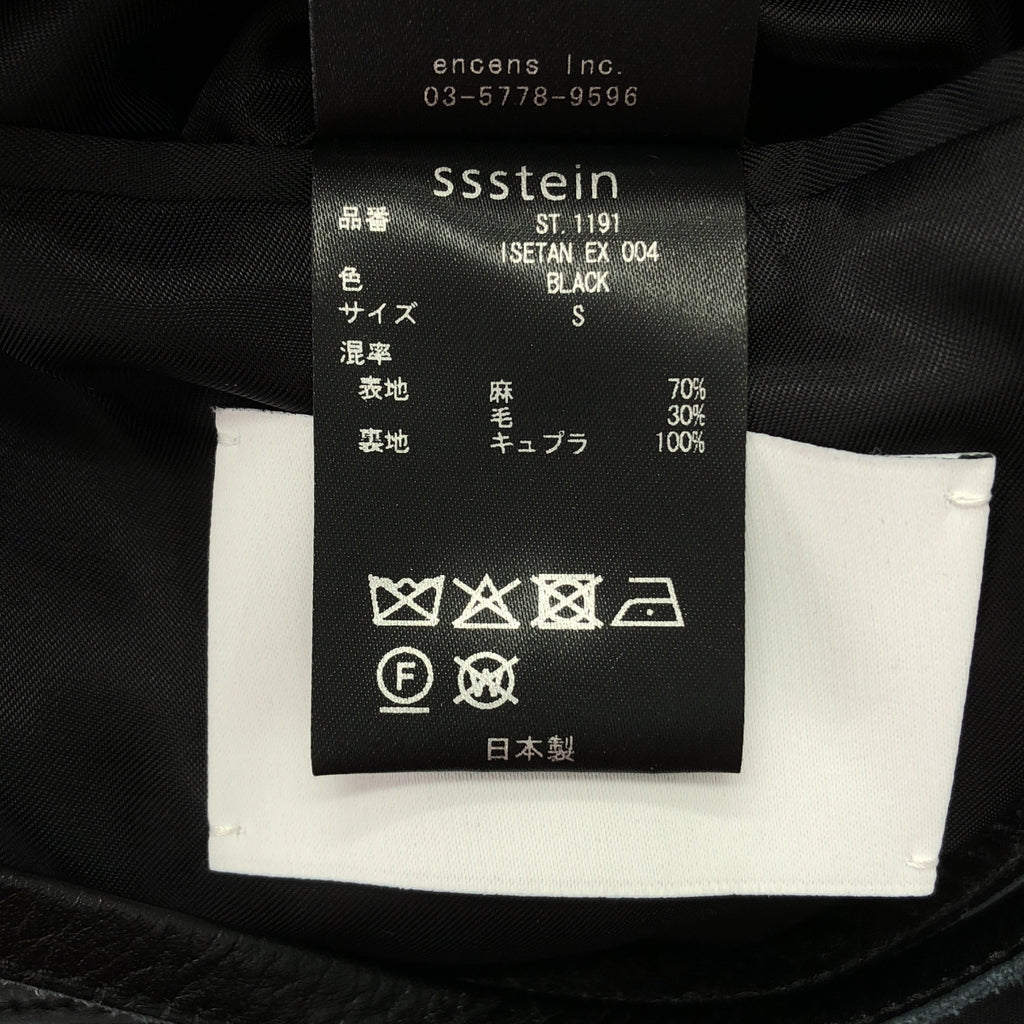 encens Inc.
03-5778-9596
ssstein
品番 ST.1191
ISETAN EX 004
色 BLACK
サイズ S
混率
表地 麻 70%
毛 30%
裏地 キュプラ 100%
F W
日本製